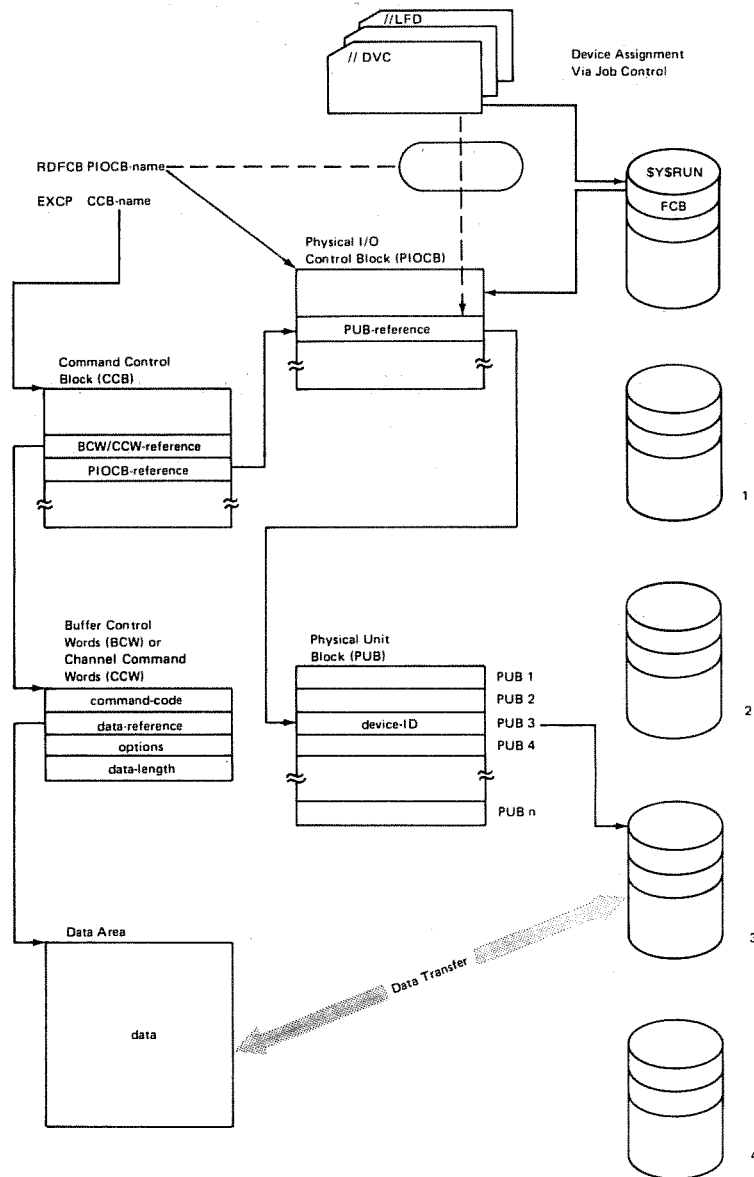 //LFD
// DVC
Device Assignment
Via Job Control
RDFCB PIOCB-name
EXCP CCB-name
$Y$RUN
FCB
Physical I/O
Control Block (PIOCB)
PUB-reference
Command Control
Block (CCB)
BCW/CCW-reference
PIOCB-reference
1
Buffer Control
Words (BCW) or
Channel Command
Words (CCW)
command-code
data-reference
options
data-length
Physical Unit
Block (PUB)
PUB 1
PUB 2
device-ID
PUB 3
PUB 4
PUB n
2
3
Data Area
data
Data Transfer
4